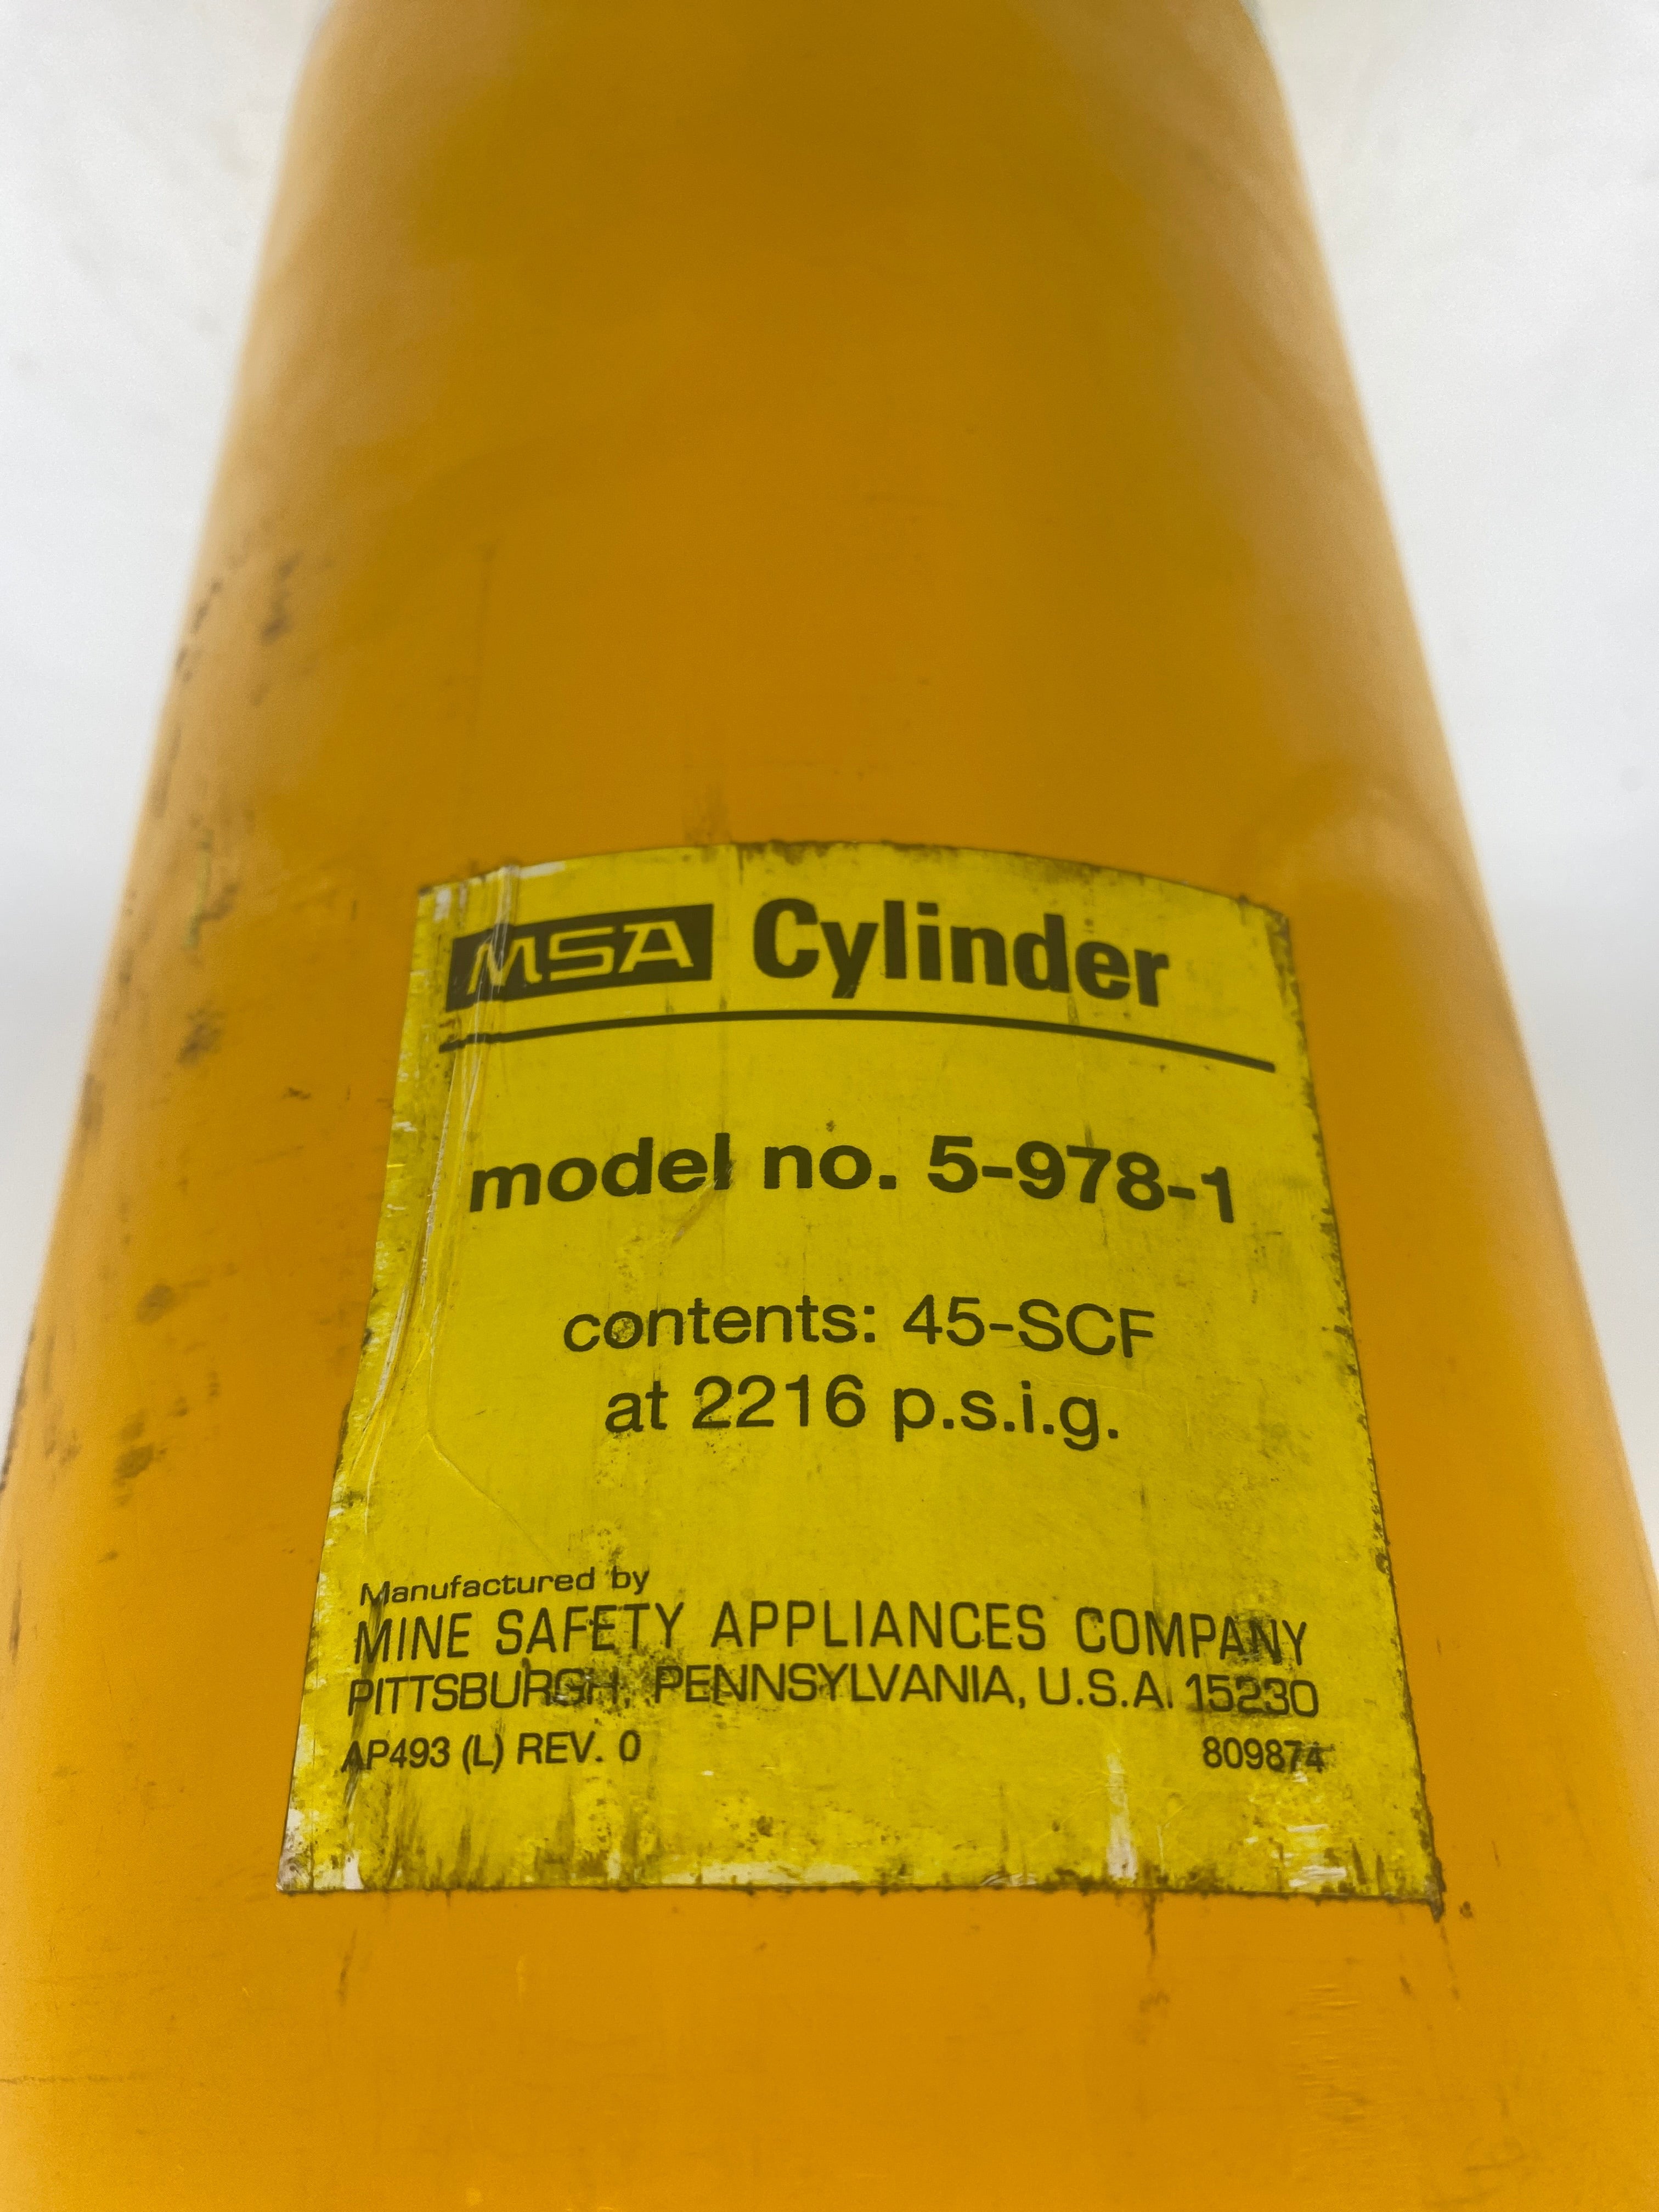 MSA Cylinder
model no. 5-978-1
contents: 45-SCF
at 2216 p.s.i.g.
Manufactured by
MINE SAFETY APPLIANCES COMPANY
PITTSBURGH, PENNSYLVANIA, U.S.A. 15230
AP493 (L) REV. 0 809874